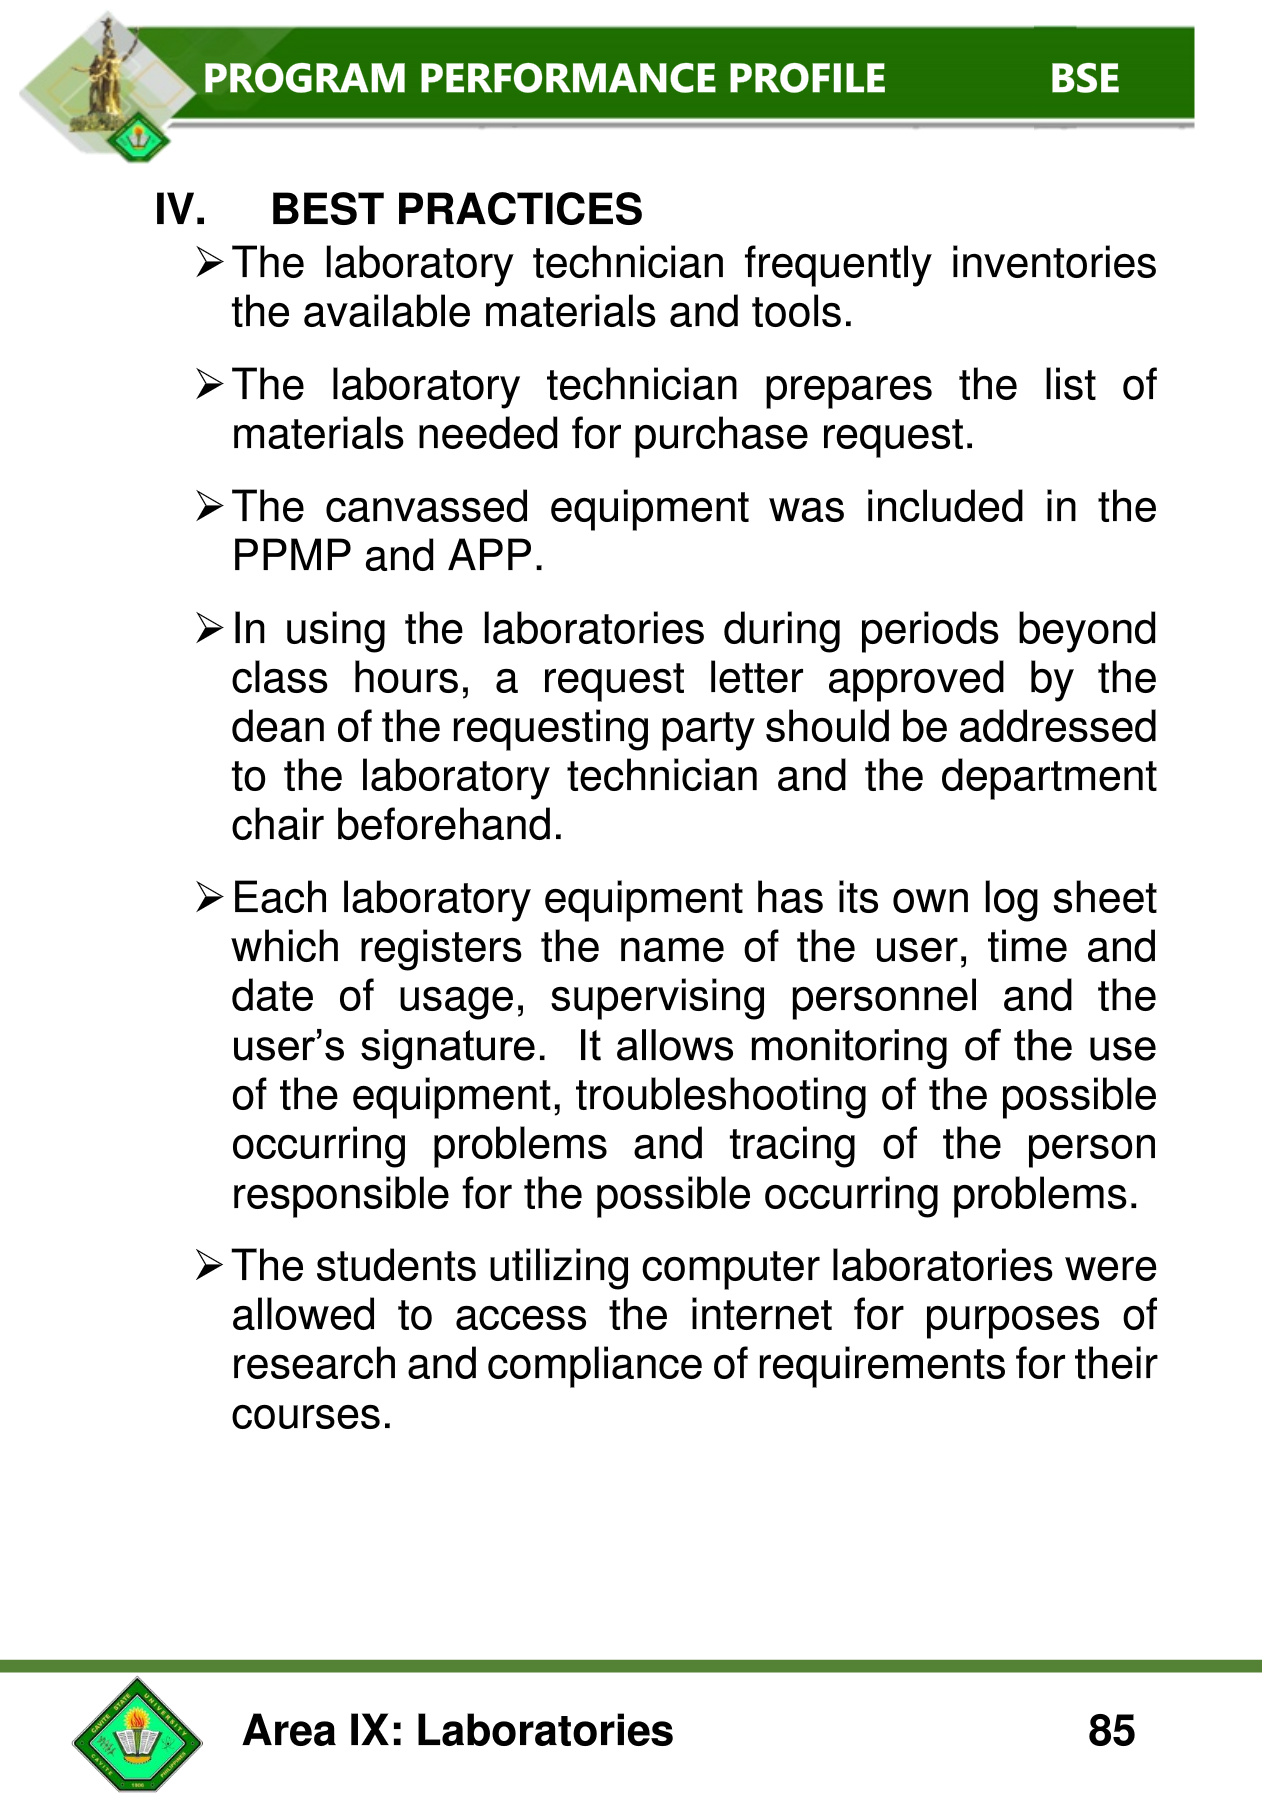 PROGRAM PERFORMANCE PROFILE BSE
IV. BEST PRACTICES
➢ The laboratory technician frequently inventories
the available materials and tools.
➢ The laboratory technician prepares the list of
materials needed for purchase request.
➢ The canvassed equipment was included in the
PPMP and APP.
➢ In using the laboratories during periods beyond
class hours, a request letter approved by the
dean of the requesting party should be addressed
to the laboratory technician and the department
chair beforehand.
➢ Each laboratory equipment has its own log sheet
which registers the name of the user, time and
date of usage, supervising personnel and the
user’s signature.  It allows monitoring of the use
of the equipment, troubleshooting of the possible
occurring problems and tracing of the person
responsible for the possible occurring problems.
➢ The students utilizing computer laboratories were
allowed to access the internet for purposes of
research and compliance of requirements for their
courses.
CAVITE STATE UNIVERSITY
CAVITE 1906 PHILIPPINES
Area IX: Laboratories 85